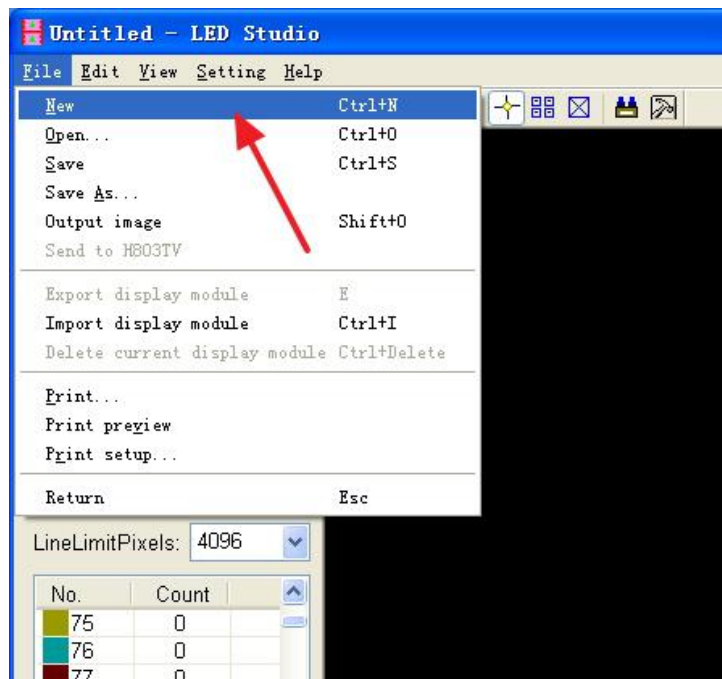 Untitled - LED Studio
File Edit View Setting Help
New Ctrl+N
Open... Ctrl+O
Save Ctrl+S
Save As...
Output image Shift+O
Send to H803TV
Export display module E
Import display module Ctrl+I
Delete current display module Ctrl+Delete
Print...
Print preview
Print setup...
Return Esc
LineLimitPixels: 4096
No. Count
75 0
76 0
77 0